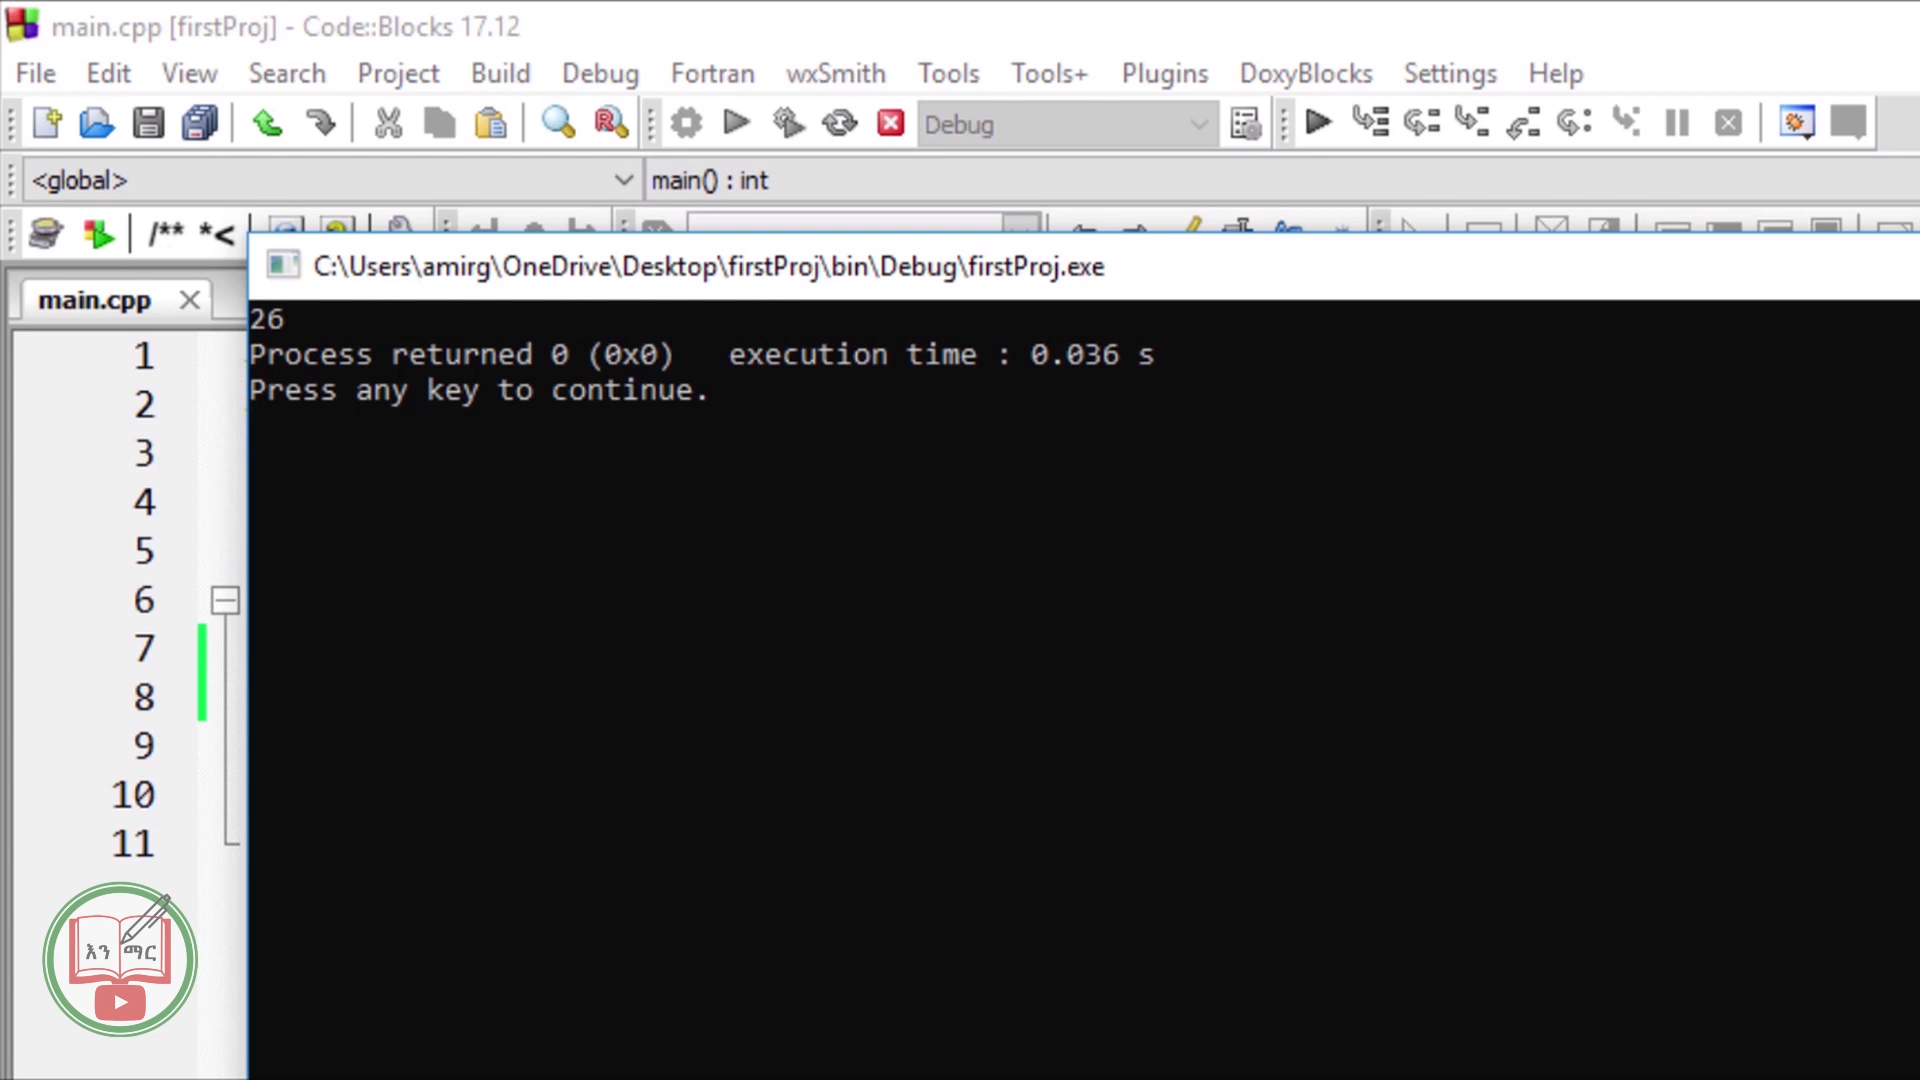 main.cpp [firstProj] - Code::Blocks 17.12
File Edit View Search Project Build Debug Fortran wxSmith Tools Tools+ Plugins DoxyBlocks Settings Help
Debug
<global> main() : int
/** *<
C:\Users\amirg\OneDrive\Desktop\firstProj\bin\Debug\firstProj.exe
main.cpp
26
Process returned 0 (0x0)   execution time : 0.036 s
Press any key to continue.
1
2
3
4
5
6
7
8
9
10
11
እን ማር